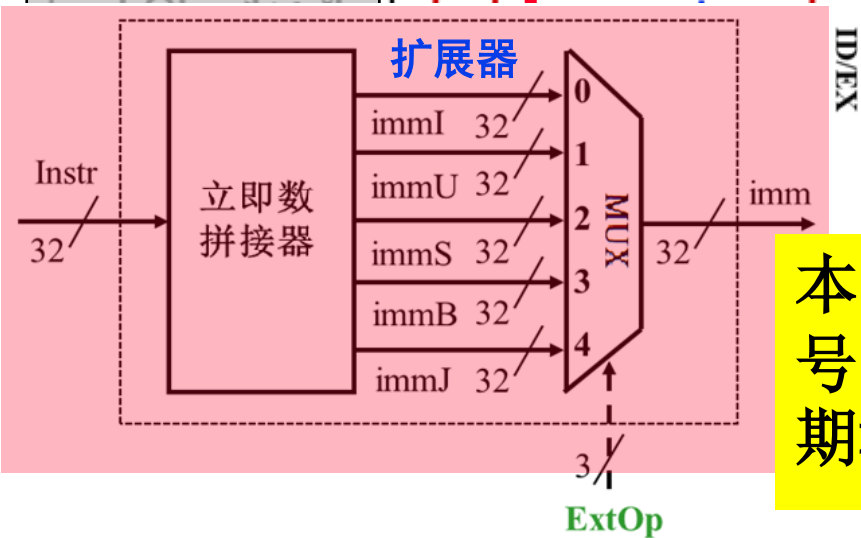 扩展器
ID/EX
Instr
32
立即数
拼接器
immI 32
immU 32
immS 32
immB 32
immJ 32
0
1
2
3
4
MUX
32
imm
3
ExtOp
本
号
期